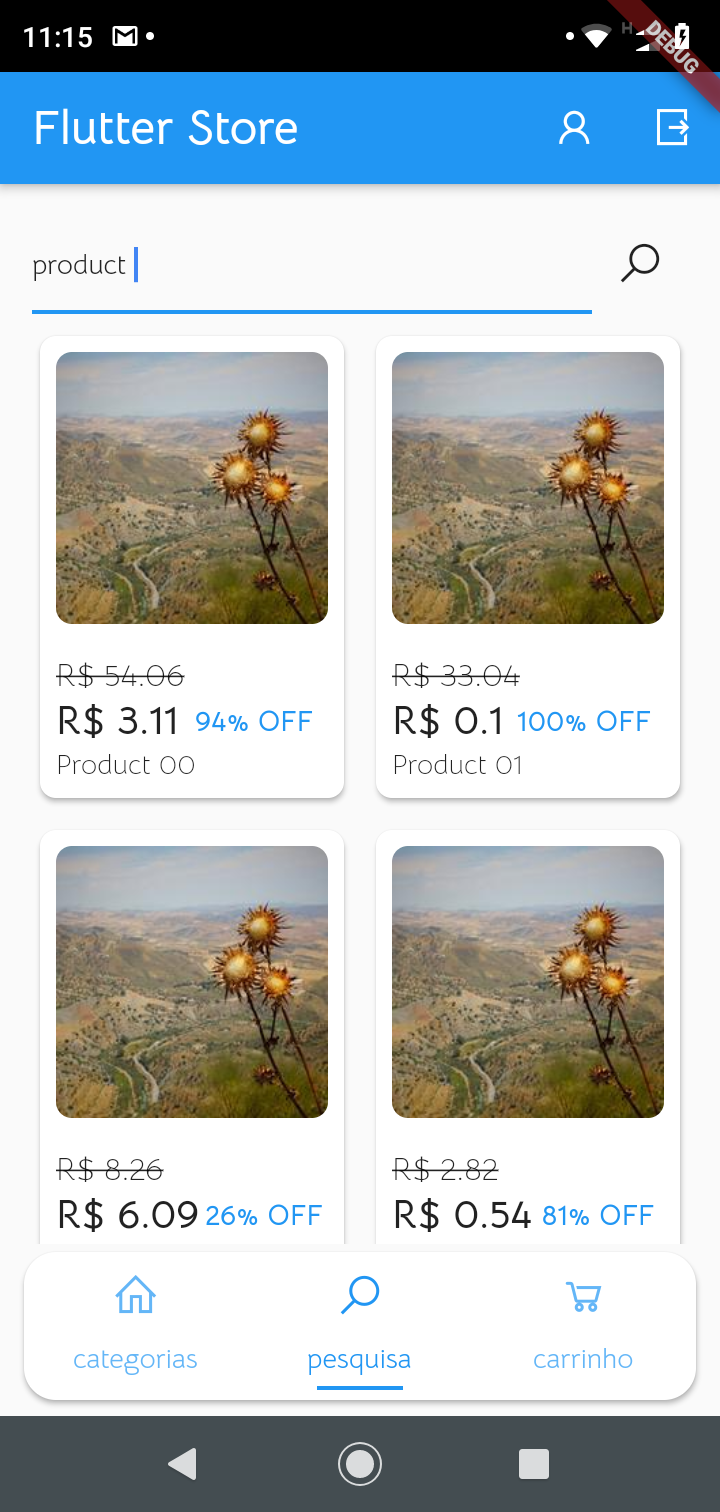 11:15
H
DEBUG
Flutter Store
product
R$ 54.06
R$ 33.04
R$ 3.11 94% OFF
R$ 0.1 100% OFF
Product 00
Product 01
R$ 8.26
R$ 2.82
R$ 6.09 26% OFF
R$ 0.54 81% OFF
categorias
pesquisa
carrinho